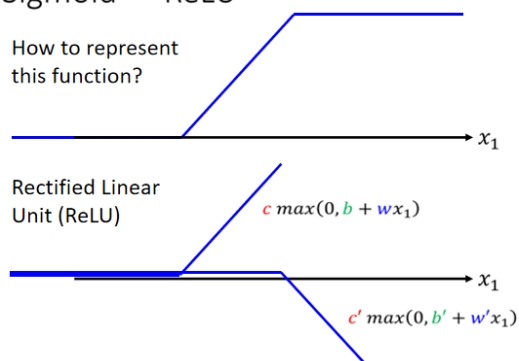 How to represent
this function?
x₁
Rectified Linear
Unit (ReLU)
c max(0, b + wx₁)
x₁
c′ max(0, b′ + w′x₁)